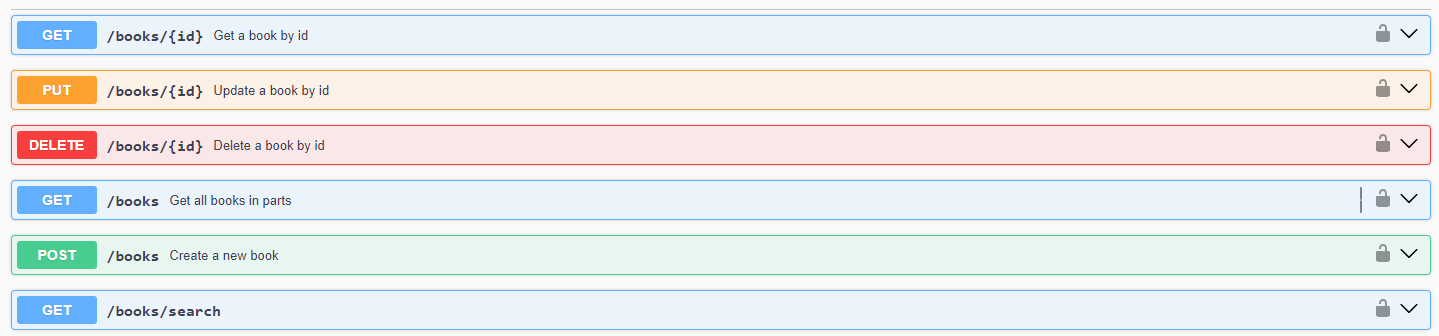 GET /books/{id} Get a book by id
PUT /books/{id} Update a book by id
DELETE /books/{id} Delete a book by id
GET /books Get all books in parts
POST /books Create a new book
GET /books/search